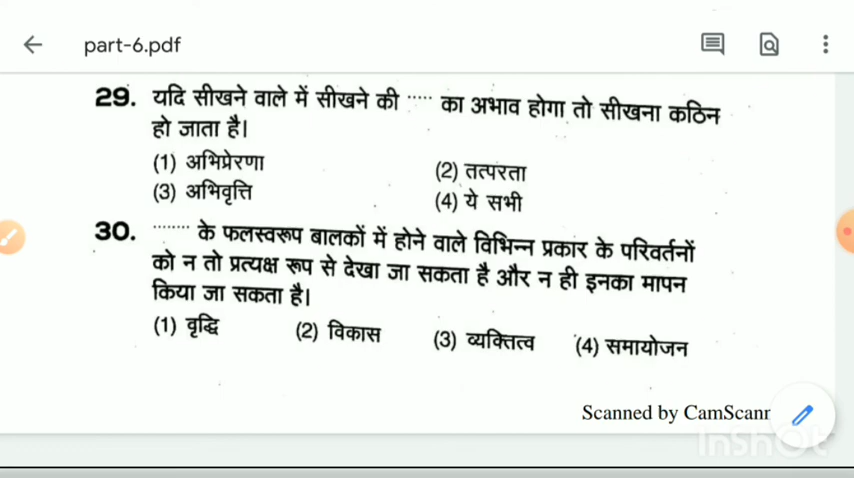 part-6.pdf
29. यदि सीखने वाले में सीखने की ..... का अभाव होगा तो सीखना कठिन
हो जाता है।
(1) अभिप्रेरणा (2) तत्परता
(3) अभिवृत्ति (4) ये सभी
30. ........ के फलस्वरूप बालकों में होने वाले विभिन्न प्रकार के परिवर्तनों
को न तो प्रत्यक्ष रूप से देखा जा सकता है और न ही इनका मापन
किया जा सकता है।
(1) वृद्धि (2) विकास (3) व्यक्तित्व (4) समायोजन
Scanned by CamScanr
InShOt